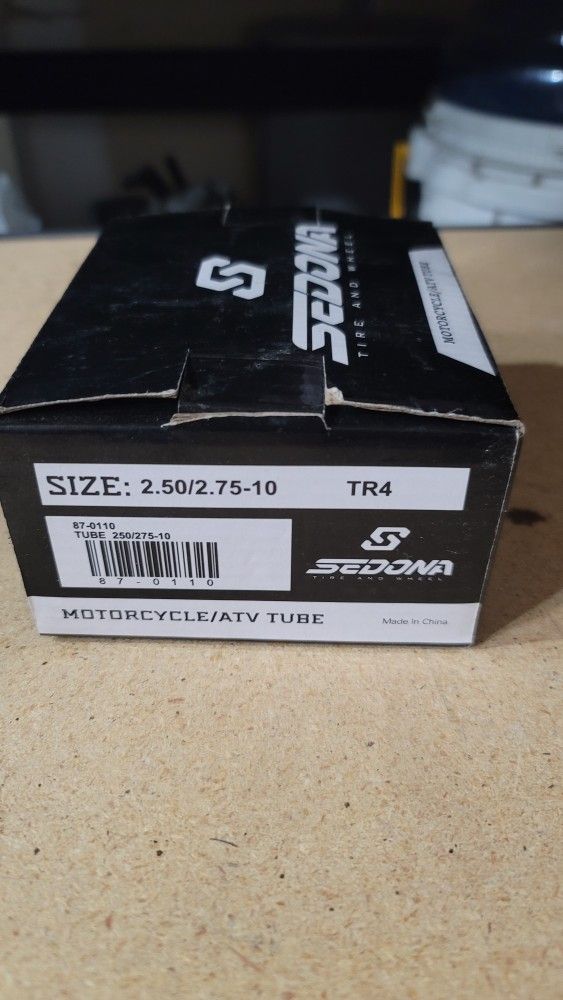 S
SEDONA
TIRE AND WHEEL
MOTORCYCLE/ATV TUBE
SIZE: 2.50/2.75-10 TR4
87-0110
TUBE 250/275-10
87-0110
S
SEDONA
TIRE AND WHEEL
MOTORCYCLE/ATV TUBE Made In China